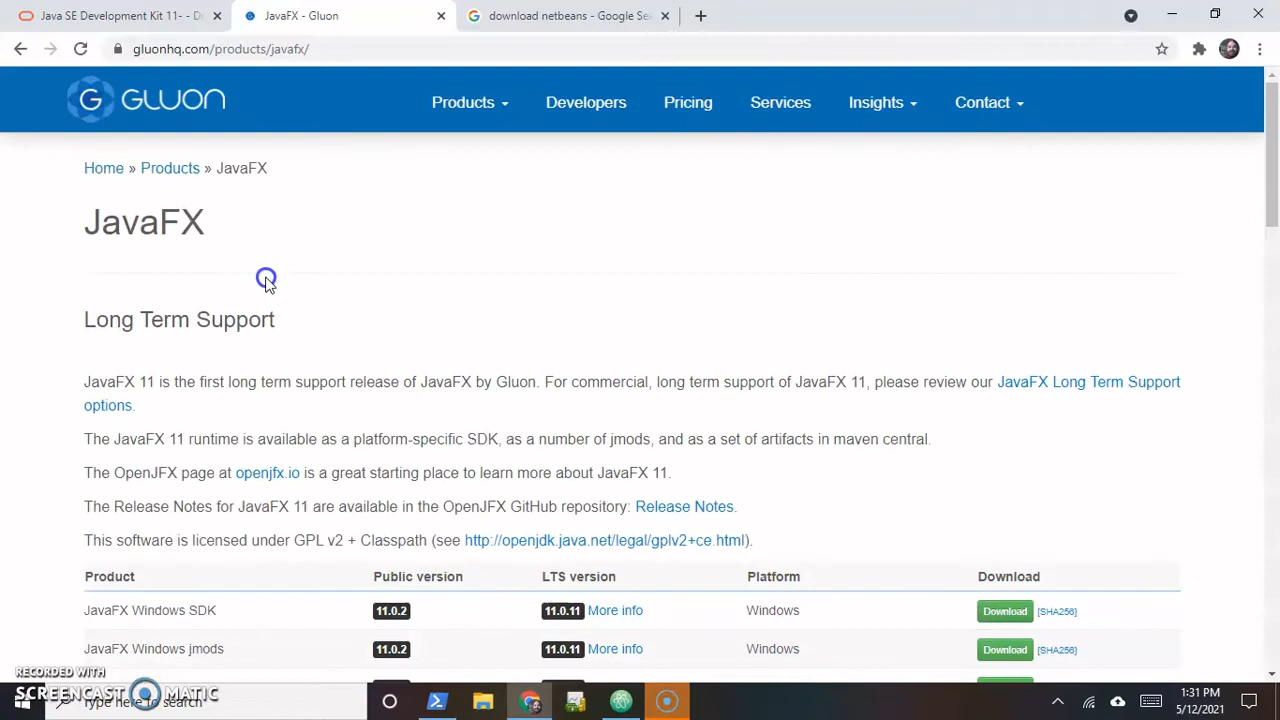 Java SE Development Kit 11- - De
JavaFX - Gluon
download netbeans - Google Sea
gluonhq.com/products/javafx/
GLUON
Products
Developers
Pricing
Services
Insights
Contact
Home » Products » JavaFX
JavaFX
Long Term Support
JavaFX 11 is the first long term support release of JavaFX by Gluon. For commercial, long term support of JavaFX 11, please review our JavaFX Long Term Support
options.
The JavaFX 11 runtime is available as a platform-specific SDK, as a number of jmods, and as a set of artifacts in maven central.
The OpenJFX page at openjfx.io is a great starting place to learn more about JavaFX 11.
The Release Notes for JavaFX 11 are available in the OpenJFX GitHub repository: Release Notes.
This software is licensed under GPL v2 + Classpath (see http://openjdk.java.net/legal/gplv2+ce.html).
Product Public version LTS version Platform Download
JavaFX Windows SDK 11.0.2 11.0.11 More info Windows Download [SHA256]
JavaFX Windows jmods 11.0.2 11.0.11 More info Windows Download [SHA256]
RECORDED WITH
SCREENCAST MATIC
Type here to search
1:31 PM
5/12/2021